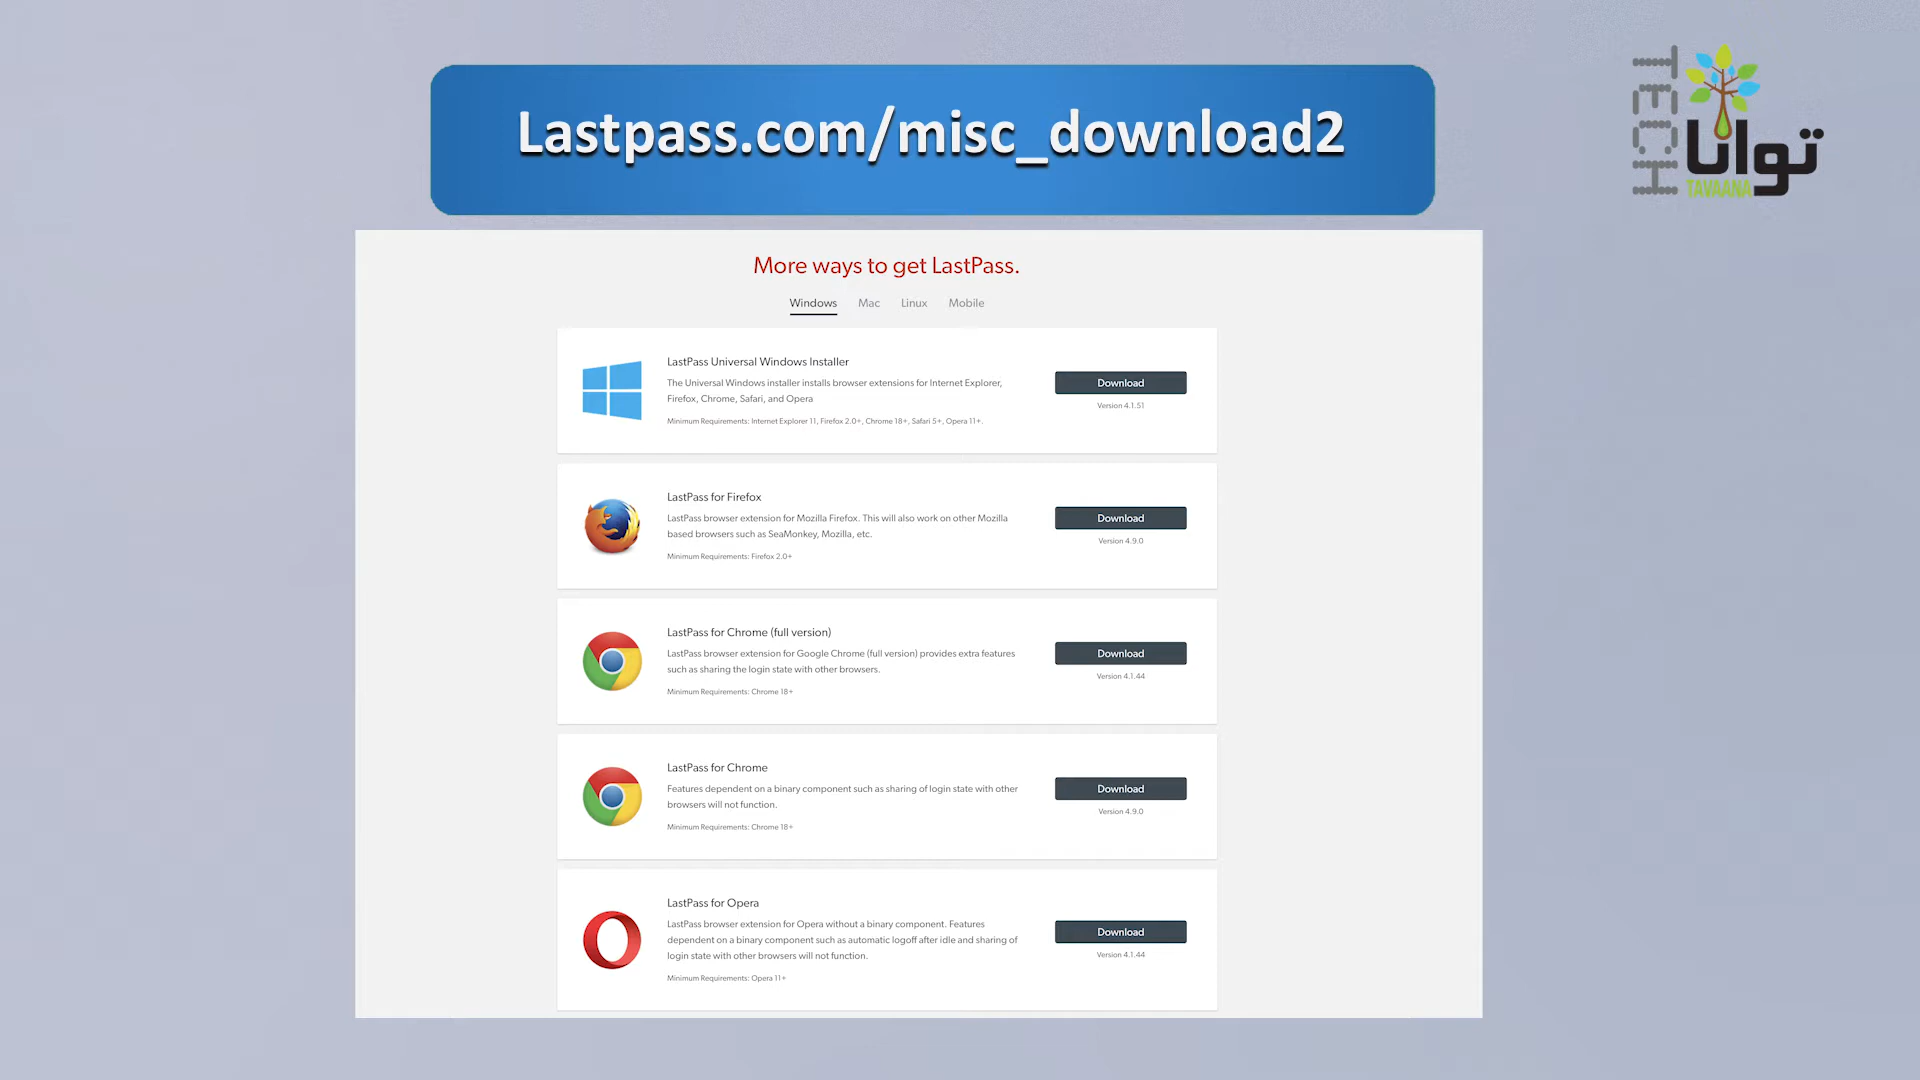 Lastpass.com/misc_download2
TECH
توانا
TAVAANA
More ways to get LastPass.
Windows Mac Linux Mobile
LastPass Universal Windows Installer
The Universal Windows installer installs browser extensions for Internet Explorer,
Firefox, Chrome, Safari, and Opera
Minimum Requirements: Internet Explorer 11, Firefox 2.0+, Chrome 18+, Safari 5+, Opera 11+.
Download
Version 4.1.51
LastPass for Firefox
LastPass browser extension for Mozilla Firefox. This will also work on other Mozilla
based browsers such as SeaMonkey, Mozilla, etc.
Minimum Requirements: Firefox 2.0+
Download
Version 4.9.0
LastPass for Chrome (full version)
LastPass browser extension for Google Chrome (full version) provides extra features
such as sharing the login state with other browsers.
Minimum Requirements: Chrome 18+
Download
Version 4.1.44
LastPass for Chrome
Features dependent on a binary component such as sharing of login state with other
browsers will not function.
Minimum Requirements: Chrome 18+
Download
Version 4.9.0
LastPass for Opera
LastPass browser extension for Opera without a binary component. Features
dependent on a binary component such as automatic logoff after idle and sharing of
login state with other browsers will not function.
Minimum Requirements: Opera 11+
Download
Version 4.1.44